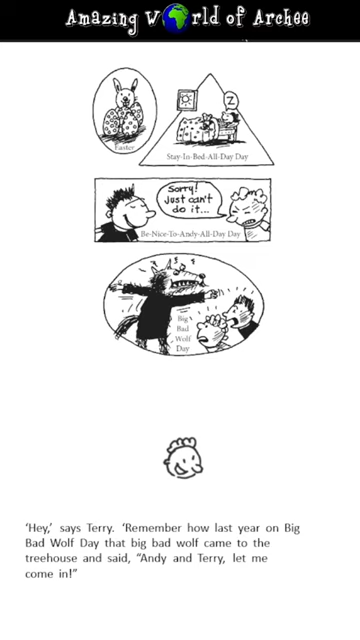 Amazing World of Archee
Easter
Z
Stay-In-Bed-All-Day Day
Sorry!
Just can't
do it...
Be-Nice-To-Andy-All-Day Day
Big
Bad
Wolf
Day
‘Hey,’ says Terry. ‘Remember how last year on Big
Bad Wolf Day that big bad wolf came to the
treehouse and said, “Andy and Terry, let me
come in!”